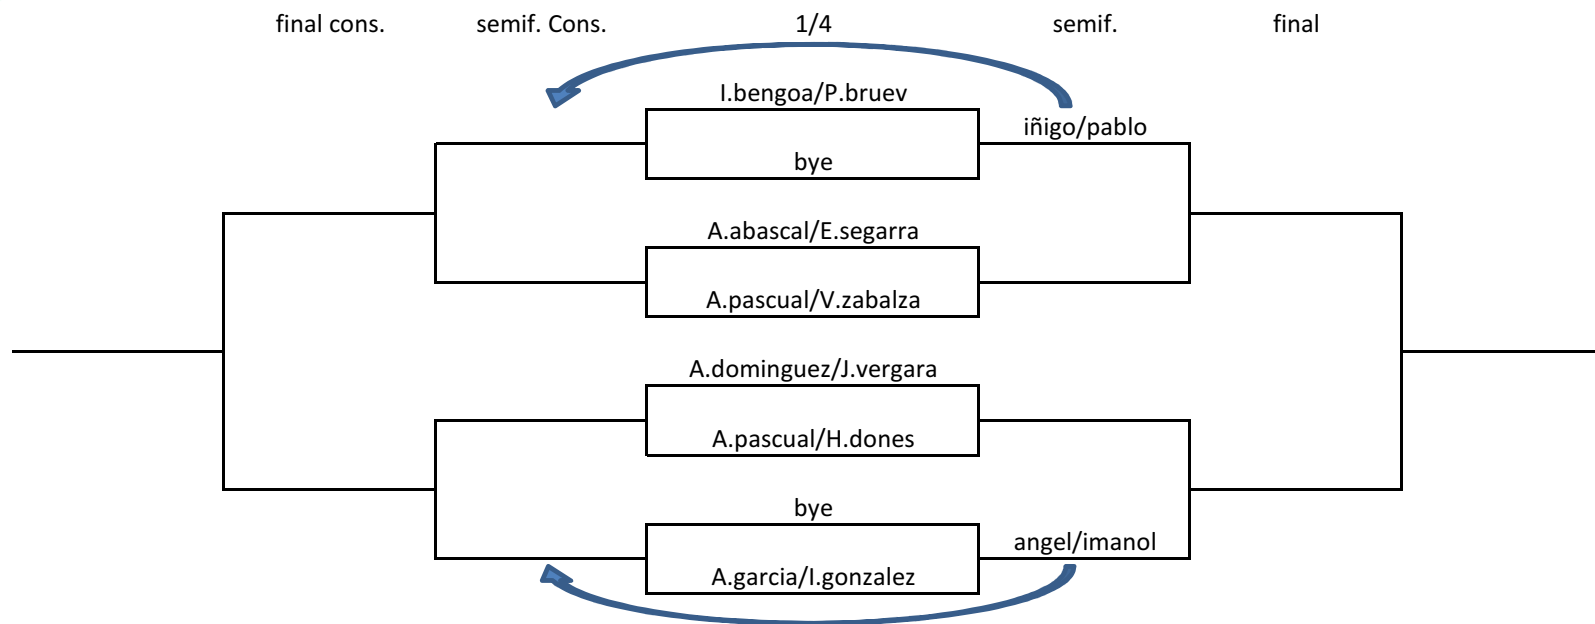 final cons. semif. Cons. 1/4 semif. final
I.bengoa/P.bruev
iñigo/pablo
bye
A.abascal/E.segarra
A.pascual/V.zabalza
A.dominguez/J.vergara
A.pascual/H.dones
bye
angel/imanol
A.garcia/I.gonzalez